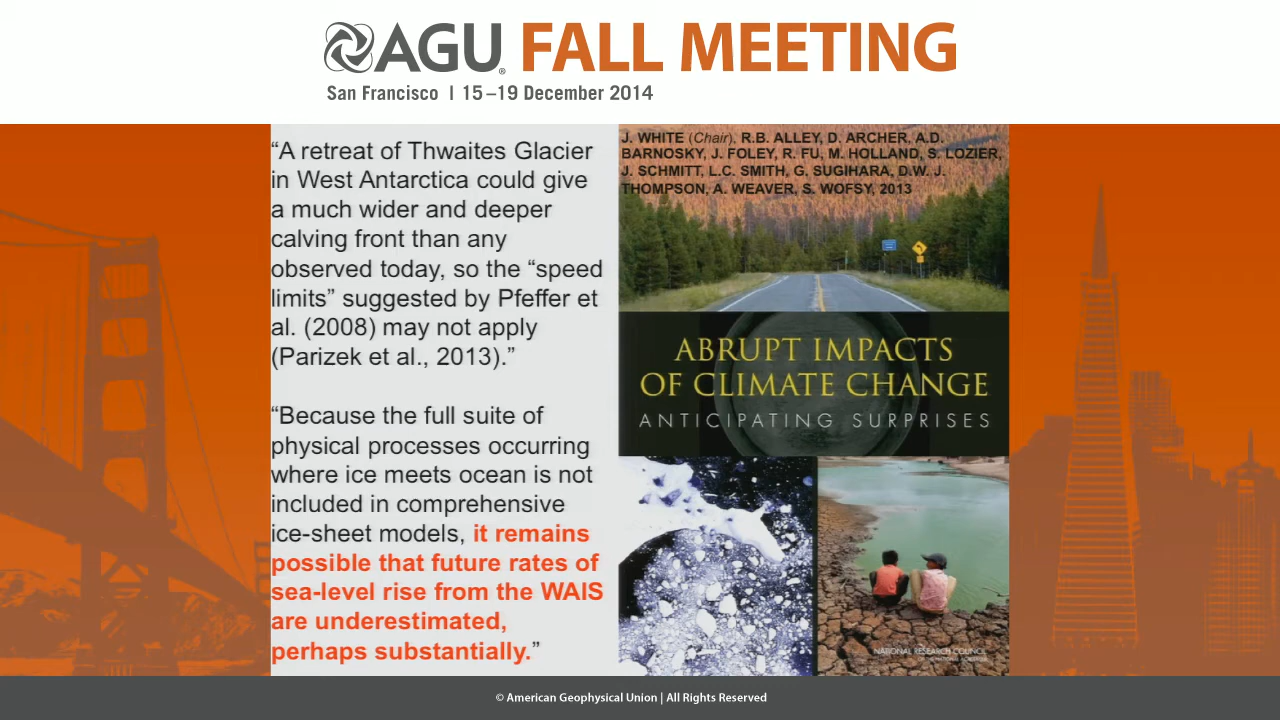 AGU FALL MEETING
San Francisco | 15–19 December 2014
“A retreat of Thwaites Glacier
in West Antarctica could give
a much wider and deeper
calving front than any
observed today, so the “speed
limits” suggested by Pfeffer et
al. (2008) may not apply
(Parizek et al., 2013).”
“Because the full suite of
physical processes occurring
where ice meets ocean is not
included in comprehensive
ice-sheet models, it remains
possible that future rates of
sea-level rise from the WAIS
are underestimated,
perhaps substantially.”
J. WHITE (Chair), R.B. ALLEY, D. ARCHER, A.D.
BARNOSKY, J. FOLEY, R. FU, M. HOLLAND, S. LOZIER,
J. SCHMITT, L.C. SMITH, G. SUGIHARA, D.W. J.
THOMPSON, A. WEAVER, S. WOFSY, 2013
ABRUPT IMPACTS
OF CLIMATE CHANGE
ANTICIPATING SURPRISES
NATIONAL RESEARCH COUNCIL
OF THE NATIONAL ACADEMIES
© American Geophysical Union | All Rights Reserved